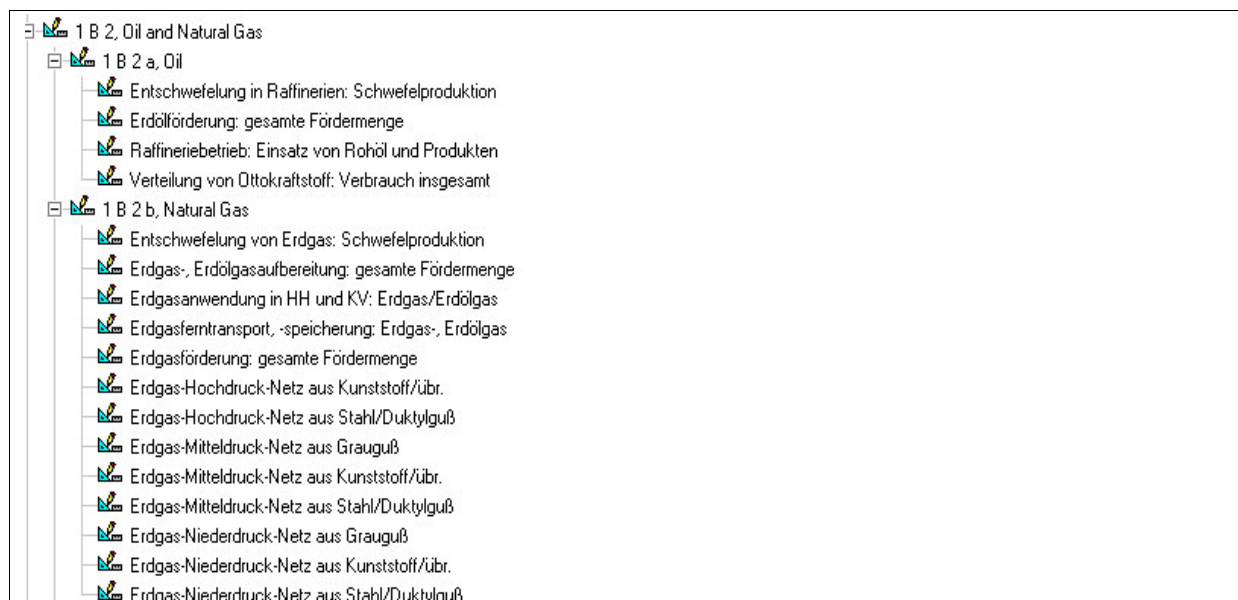 1 B 2, Oil and Natural Gas
1 B 2 a, Oil
Entschwefelung in Raffinerien: Schwefelproduktion
Erdölförderung: gesamte Fördermenge
Raffineriebetrieb: Einsatz von Rohöl und Produkten
Verteilung von Ottokraftstoff: Verbrauch insgesamt
1 B 2 b, Natural Gas
Entschwefelung von Erdgas: Schwefelproduktion
Erdgas-, Erdölgasaufbereitung: gesamte Fördermenge
Erdgasanwendung in HH und KV: Erdgas/Erdölgas
Erdgasferntransport, -speicherung: Erdgas-, Erdölgas
Erdgasförderung: gesamte Fördermenge
Erdgas-Hochdruck-Netz aus Kunststoff/übr.
Erdgas-Hochdruck-Netz aus Stahl/Duktylguß
Erdgas-Mitteldruck-Netz aus Grauguß
Erdgas-Mitteldruck-Netz aus Kunststoff/übr.
Erdgas-Mitteldruck-Netz aus Stahl/Duktylguß
Erdgas-Niederdruck-Netz aus Grauguß
Erdgas-Niederdruck-Netz aus Kunststoff/übr.
Erdgas-Niederdruck-Netz aus Stahl/Duktylguß